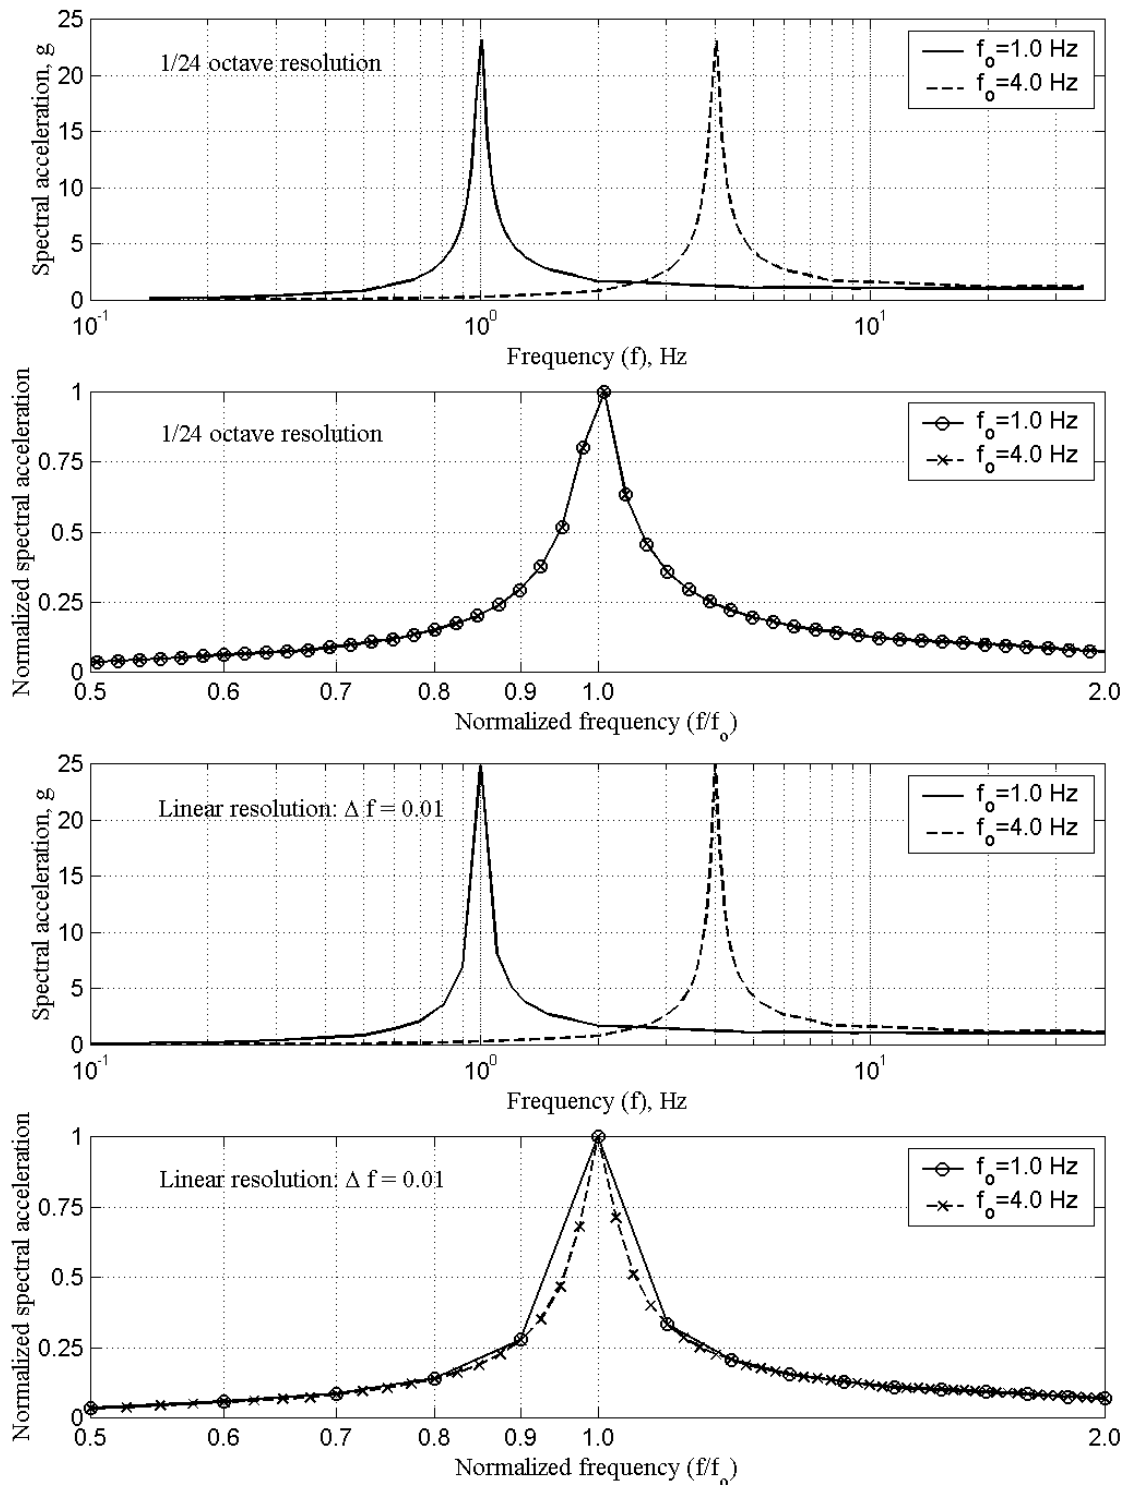 25
20
15
10
5
0
Spectral acceleration, g
1/24 octave resolution
f_o=1.0 Hz
f_o=4.0 Hz
10^-1 10^0 10^1
Frequency (f), Hz
1
0.75
0.5
0.25
0
Normalized spectral acceleration
1/24 octave resolution
f_o=1.0 Hz
f_o=4.0 Hz
0.5 0.6 0.7 0.8 0.9 1.0 2.0
Normalized frequency (f/f_o)
25
20
15
10
5
0
Spectral acceleration, g
Linear resolution: Δ f = 0.01
f_o=1.0 Hz
f_o=4.0 Hz
10^-1 10^0 10^1
Frequency (f), Hz
1
0.75
0.5
0.25
0
Normalized spectral acceleration
Linear resolution: Δ f = 0.01
f_o=1.0 Hz
f_o=4.0 Hz
0.5 0.6 0.7 0.8 0.9 1.0 2.0
Normalized frequency (f/f_o)